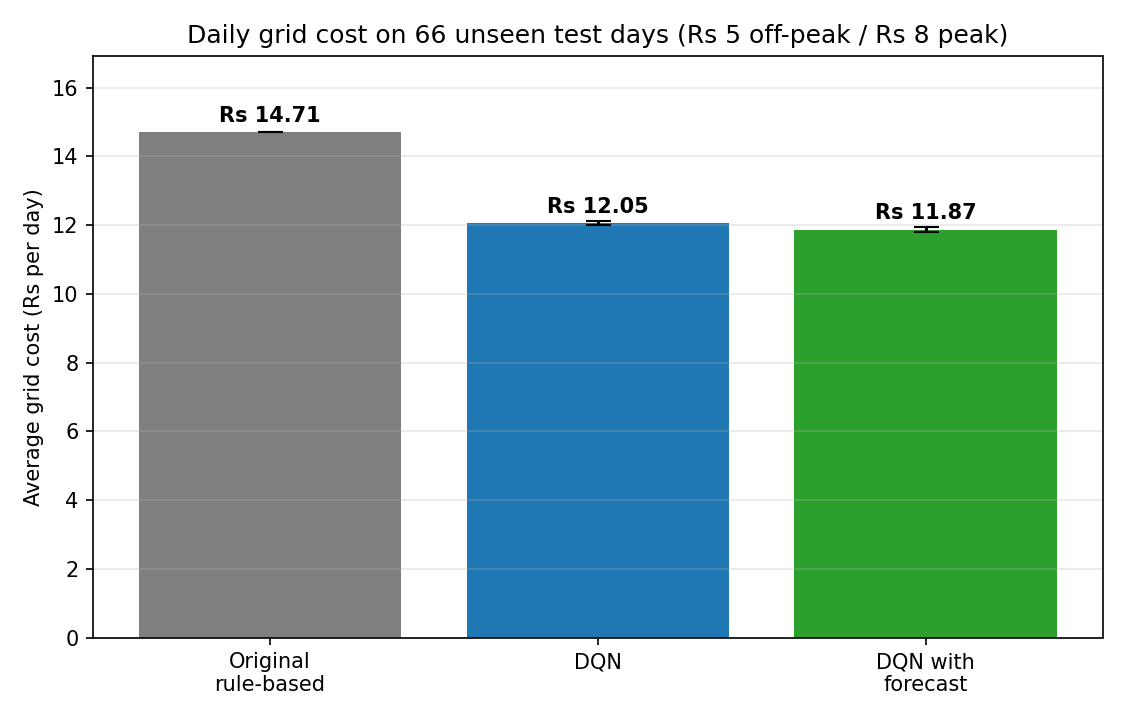 Daily grid cost on 66 unseen test days (Rs 5 off-peak / Rs 8 peak)
Average grid cost (Rs per day)
16
14
12
10
8
6
4
2
0
Rs 14.71
Rs 12.05
Rs 11.87
Original
rule-based
DQN
DQN with
forecast